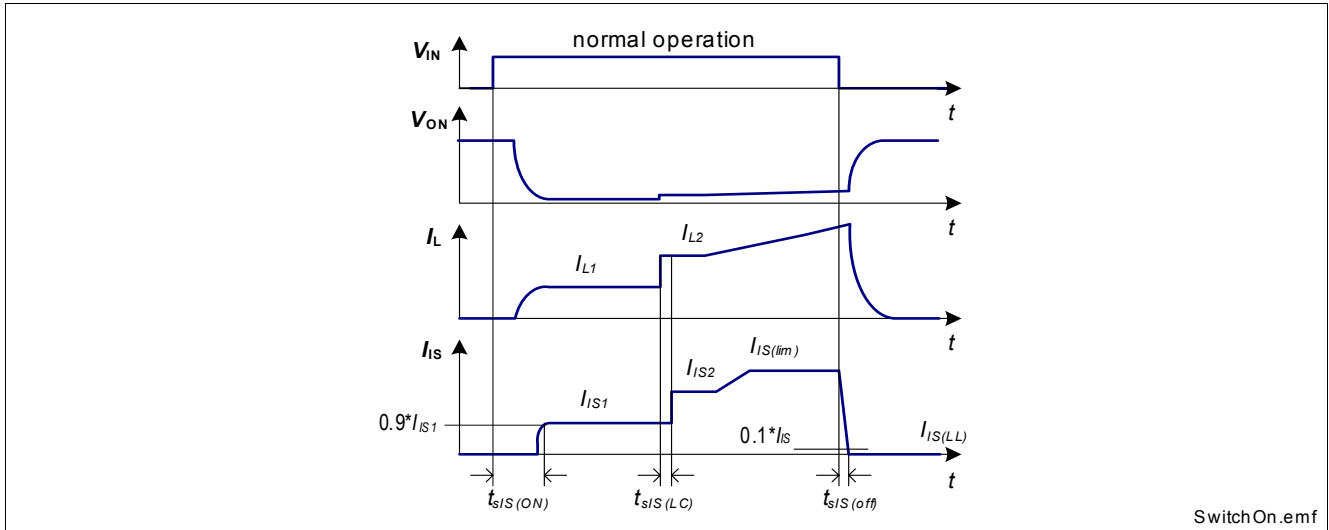 normal operation
V_IN
t
V_ON
t
I_L
I_L1
I_L2
t
I_IS
I_IS1
I_IS2
I_IS(lim)
0.9*I_IS1
0.1*I_IS
I_IS(LL)
t
t_sIS(ON)
t_sIS(LC)
t_sIS(off)
SwitchOn.emf